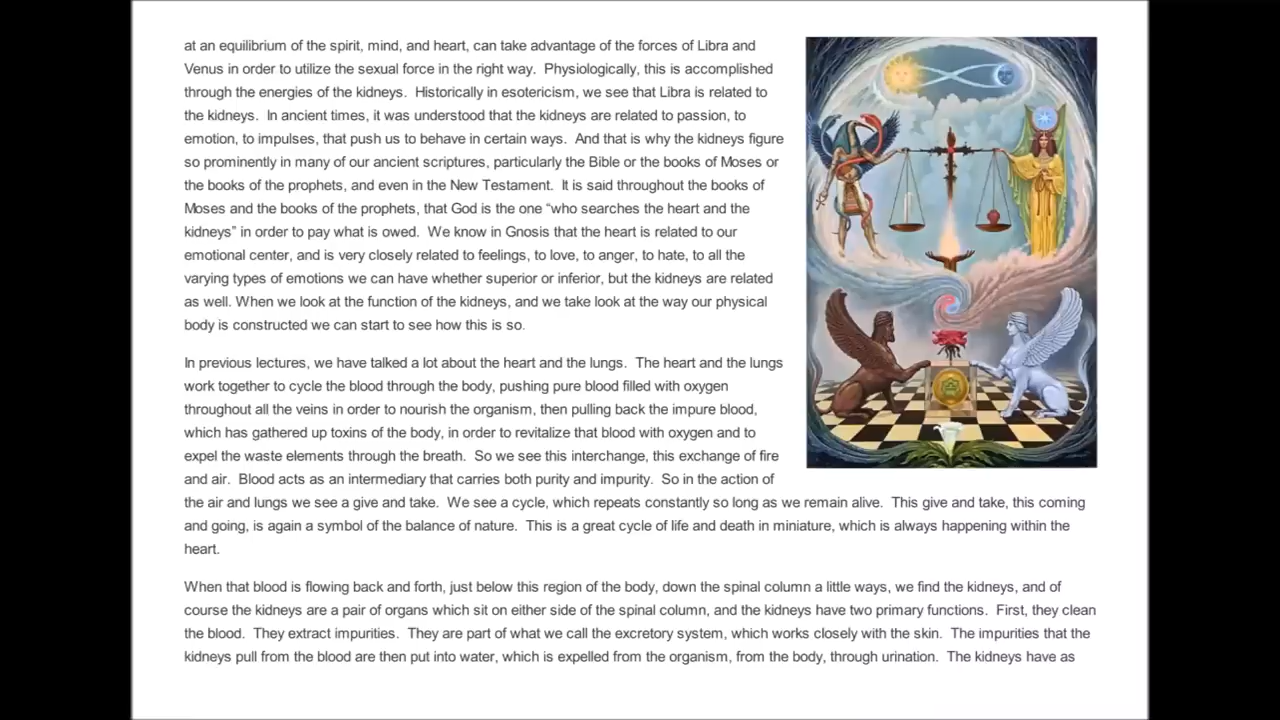 at an equilibrium of the spirit, mind, and heart, can take advantage of the forces of Libra and
Venus in order to utilize the sexual force in the right way.  Physiologically, this is accomplished
through the energies of the kidneys.  Historically in esotericism, we see that Libra is related to
the kidneys.  In ancient times, it was understood that the kidneys are related to passion, to
emotion, to impulses, that push us to behave in certain ways.  And that is why the kidneys figure
so prominently in many of our ancient scriptures, particularly the Bible or the books of Moses or
the books of the prophets, and even in the New Testament.  It is said throughout the books of
Moses and the books of the prophets, that God is the one “who searches the heart and the
kidneys” in order to pay what is owed.  We know in Gnosis that the heart is related to our
emotional center, and is very closely related to feelings, to love, to anger, to hate, to all the
varying types of emotions we can have whether superior or inferior, but the kidneys are related
as well. When we look at the function of the kidneys, and we take look at the way our physical
body is constructed we can start to see how this is so.
In previous lectures, we have talked a lot about the heart and the lungs.  The heart and the lungs
work together to cycle the blood through the body, pushing pure blood filled with oxygen
throughout all the veins in order to nourish the organism, then pulling back the impure blood,
which has gathered up toxins of the body, in order to revitalize that blood with oxygen and to
expel the waste elements through the breath.  So we see this interchange, this exchange of fire
and air.  Blood acts as an intermediary that carries both purity and impurity.  So in the action of
the air and lungs we see a give and take.  We see a cycle, which repeats constantly so long as we remain alive.  This give and take, this coming
and going, is again a symbol of the balance of nature.  This is a great cycle of life and death in miniature, which is always happening within the
heart.
When that blood is flowing back and forth, just below this region of the body, down the spinal column a little ways, we find the kidneys, and of
course the kidneys are a pair of organs which sit on either side of the spinal column, and the kidneys have two primary functions.  First, they clean
the blood.  They extract impurities.  They are part of what we call the excretory system, which works closely with the skin.  The impurities that the
kidneys pull from the blood are then put into water, which is expelled from the organism, from the body, through urination.  The kidneys have as